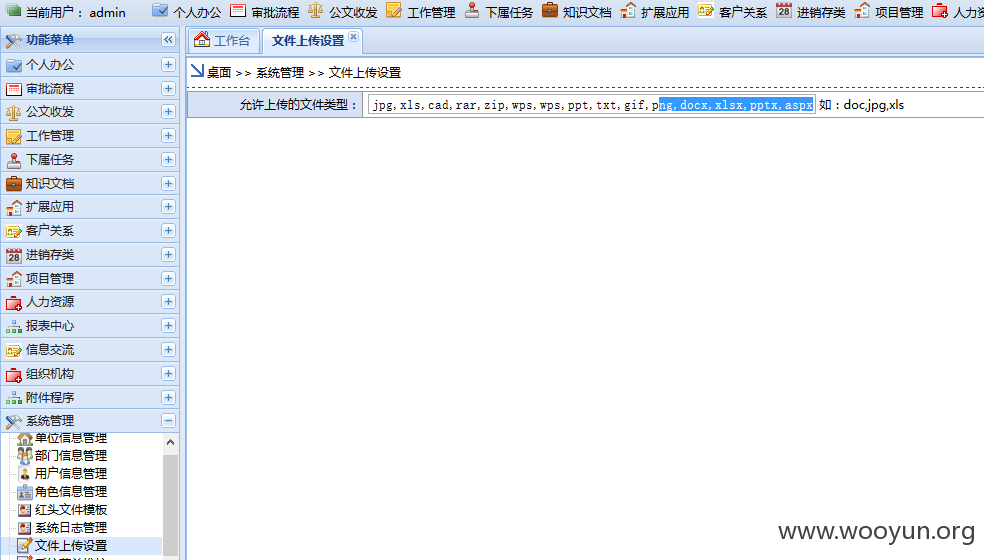 当前用户：admin 个人办公 审批流程 公文收发 工作管理 下属任务 知识文档 扩展应用 客户关系 28 进销存类 项目管理 人力资
功能菜单
个人办公
审批流程
公文收发
工作管理
下属任务
知识文档
扩展应用
客户关系
28 进销存类
项目管理
人力资源
报表中心
信息交流
组织机构
附件程序
系统管理
单位信息管理
部门信息管理
用户信息管理
角色信息管理
红头文件模板
系统日志管理
文件上传设置
工作台 文件上传设置
桌面 >> 系统管理 >> 文件上传设置
允许上传的文件类型： jpg,xls,cad,rar,zip,wps,wps,ppt,txt,gif,png,docx,xlsx,pptx,aspx 如：doc,jpg,xls
www.wooyun.org